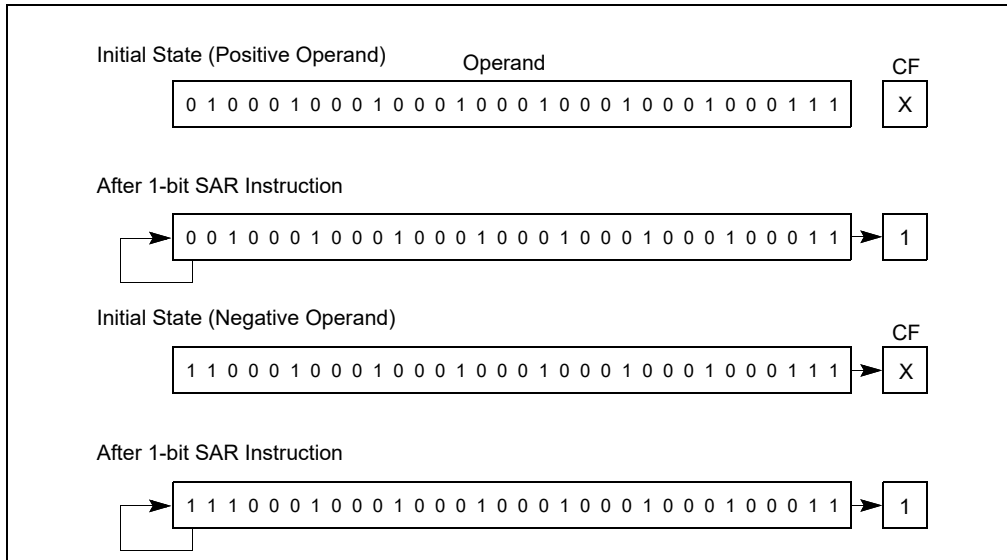 Initial State (Positive Operand)
Operand
CF
0 1 0 0 0 1 0 0 0 1 0 0 0 1 0 0 0 1 0 0 0 1 0 0 0 1 0 0 0 1 1 1
X
After 1-bit SAR Instruction
0 0 1 0 0 0 1 0 0 0 1 0 0 0 1 0 0 0 1 0 0 0 1 0 0 0 1 0 0 0 1 1
1
Initial State (Negative Operand)
CF
1 1 0 0 0 1 0 0 0 1 0 0 0 1 0 0 0 1 0 0 0 1 0 0 0 1 0 0 0 1 1 1
X
After 1-bit SAR Instruction
1 1 1 0 0 0 1 0 0 0 1 0 0 0 1 0 0 0 1 0 0 0 1 0 0 0 1 0 0 0 1 1
1